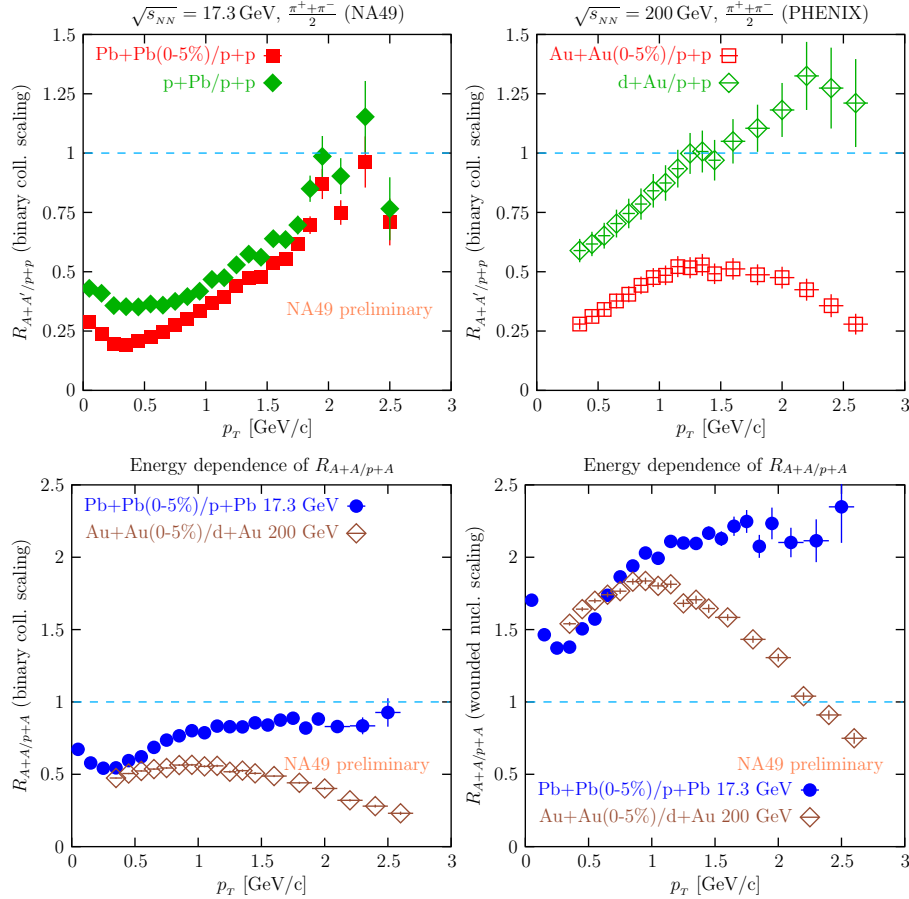 √s_NN = 17.3 GeV, (π⁺+π⁻)/2 (NA49)
Pb+Pb(0-5%)/p+p
p+Pb/p+p
NA49 preliminary
R_{A+A′/p+p} (binary coll. scaling)
0
0.25
0.5
0.75
1
1.25
1.5
0 0.5 1 1.5 2 2.5 3
p_T [GeV/c]
√s_NN = 200 GeV, (π⁺+π⁻)/2 (PHENIX)
Au+Au(0-5%)/p+p
d+Au/p+p
R_{A+A′/p+p} (binary coll. scaling)
0
0.25
0.5
0.75
1
1.25
1.5
0 0.5 1 1.5 2 2.5 3
p_T [GeV/c]
Energy dependence of R_{A+A/p+A}
Pb+Pb(0-5%)/p+Pb 17.3 GeV
Au+Au(0-5%)/d+Au 200 GeV
NA49 preliminary
R_{A+A/p+A} (binary coll. scaling)
0
0.5
1
1.5
2
2.5
0 0.5 1 1.5 2 2.5 3
p_T [GeV/c]
Energy dependence of R_{A+A/p+A}
NA49 preliminary
Pb+Pb(0-5%)/p+Pb 17.3 GeV
Au+Au(0-5%)/d+Au 200 GeV
R_{A+A/p+A} (wounded nucl. scaling)
0
0.5
1
1.5
2
2.5
0 0.5 1 1.5 2 2.5 3
p_T [GeV/c]